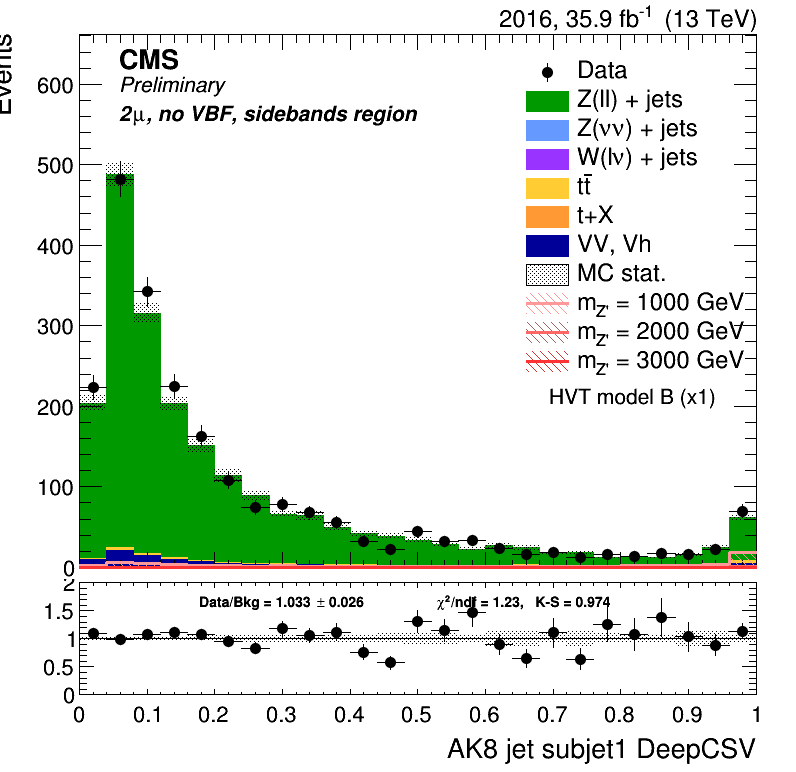 2016, 35.9 fb⁻¹ (13 TeV)
Events
CMS
Preliminary
2μ, no VBF, sidebands region
Data
Z(ll) + jets
Z(νν) + jets
W(lν) + jets
tt̄
t+X
VV, Vh
MC stat.
m_Z' = 1000 GeV
m_Z' = 2000 GeV
m_Z' = 3000 GeV
HVT model B (x1)
600
500
400
300
200
100
0
Data/Bkg = 1.033 ± 0.026 χ²/ndf = 1.23, K-S = 0.974
2
1.5
1
0.5
0
0 0.1 0.2 0.3 0.4 0.5 0.6 0.7 0.8 0.9 1
AK8 jet subjet1 DeepCSV